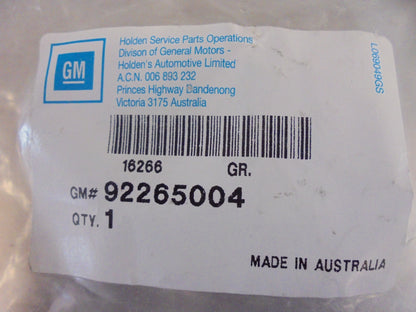 GM
Holden Service Parts Operations
Divison of General Motors -
Holden's Automotive Limited
A.C.N. 006 893 232
Princes Highway Dandenong
Victoria 3175 Australia
16266 GR.
GM# 92265004
QTY. 1
MADE IN AUSTRALIA